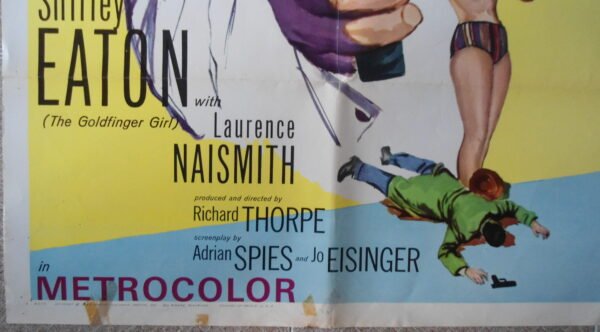 Shirley
EATON
(The Goldfinger Girl)
with
Laurence
NAISMITH
produced and directed by
Richard THORPE
screenplay by
Adrian SPIES and Jo EISINGER
in
METROCOLOR